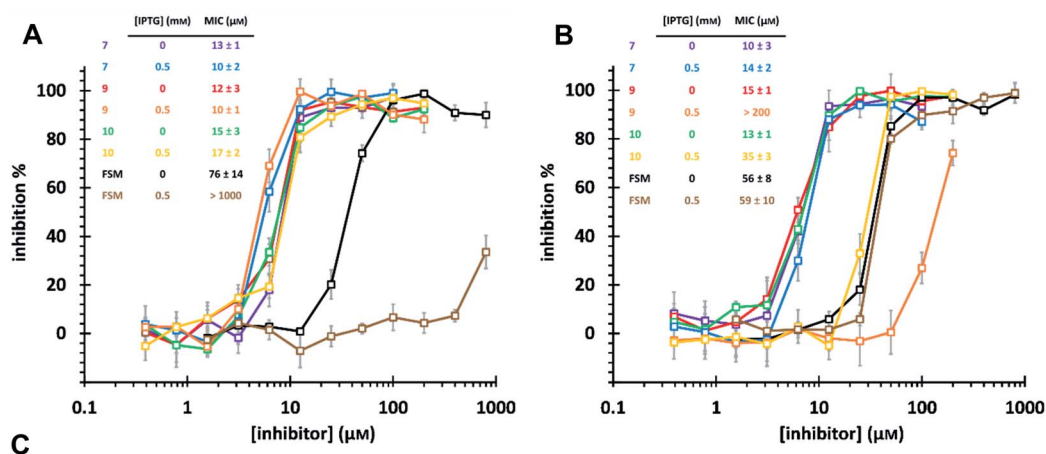 A
[IPTG] (mM) MIC (µM)
7 0 13 ± 1
7 0.5 10 ± 2
9 0 12 ± 3
9 0.5 10 ± 1
10 0 15 ± 3
10 0.5 17 ± 2
FSM 0 76 ± 14
FSM 0.5 > 1000
100
80
60
40
20
0
inhibition %
0.1 1 10 100 1000
[inhibitor] (µM)
B
[IPTG] (mM) MIC (µM)
7 0 10 ± 3
7 0.5 14 ± 2
9 0 15 ± 1
9 0.5 > 200
10 0 13 ± 1
10 0.5 35 ± 3
FSM 0 56 ± 8
FSM 0.5 59 ± 10
100
80
60
40
20
0
inhibition %
0.1 1 10 100 1000
[inhibitor] (µM)
C